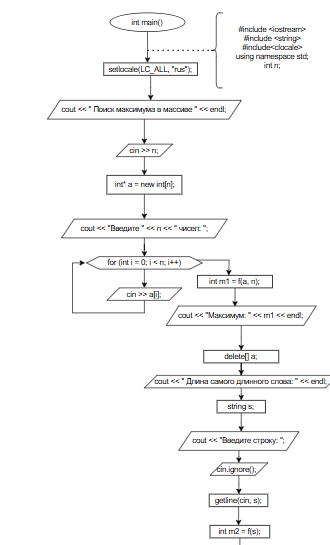 int main()
#include <iostream>
#include <string>
#include<clocale>
using namespace std;
int n;
setlocale(LC_ALL, "rus");
cout << " Поиск максимума в массиве " << endl;
cin >> n;
int* a = new int[n];
cout << "Введите " << n << " чисел: ";
for (int i = 0; i < n; i++)
cin >> a[i];
int m1 = f(a, n);
cout << "Максимум: " << m1 << endl;
delete[] a;
cout << " Длина самого длинного слова: " << endl;
string s;
cout << "Введите строку: ";
cin.ignore();
getline(cin, s);
int m2 = f(s);